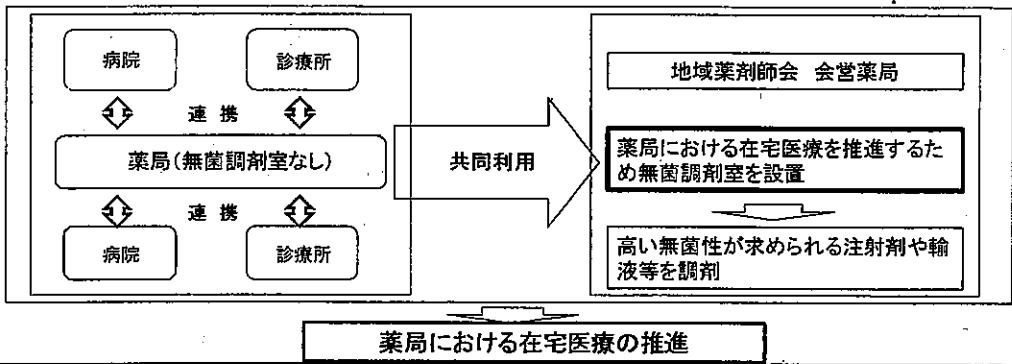 病院
診療所
連携
薬局(無菌調剤室なし)
連携
病院
診療所
共同利用
地域薬剤師会 会営薬局
薬局における在宅医療を推進するた
め無菌調剤室を設置
高い無菌性が求められる注射剤や輸
液等を調剤
薬局における在宅医療の推進